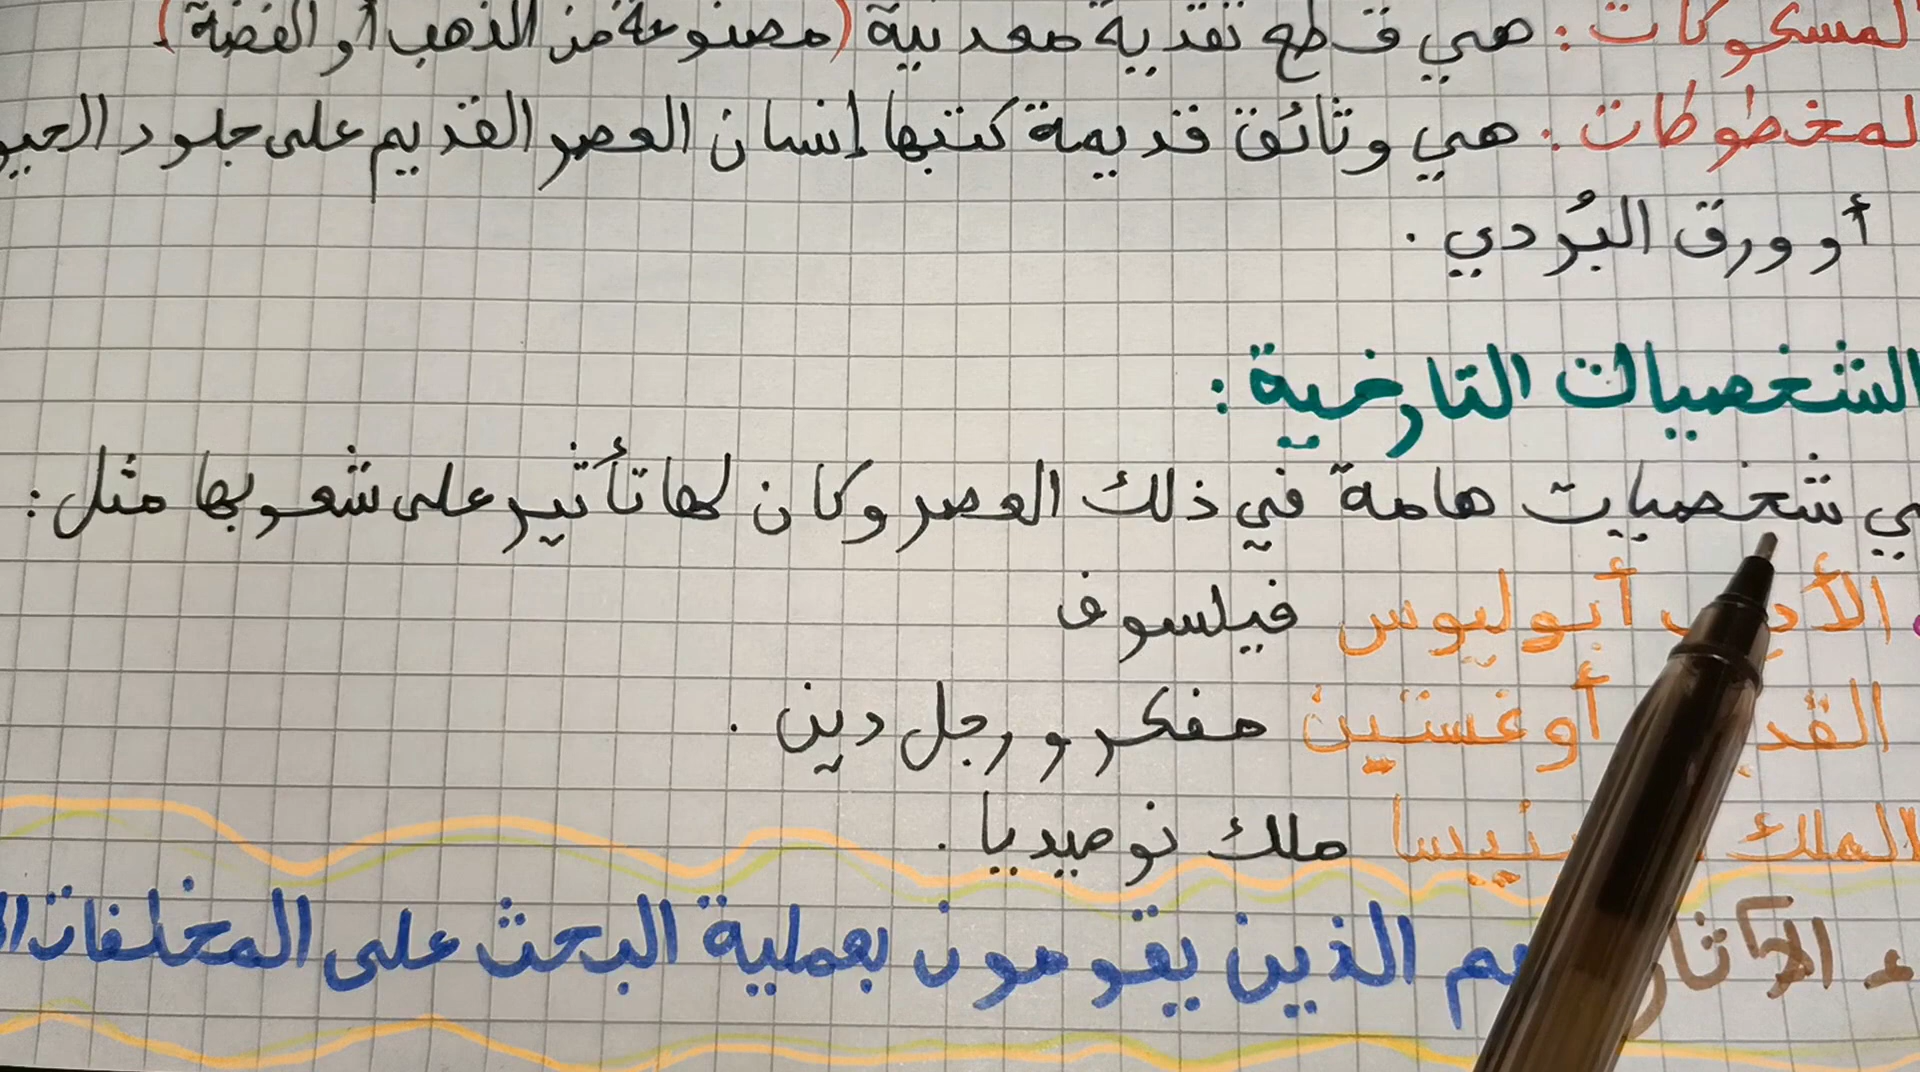 المسكوكات : هي قطع نقدية معدنية (مصنوعة من الذهب أو الفضة).
المخطوطات : هي وثائق قديمة كتبها إنسان العصر القديم على جلود
أو ورق البُردي .
الشخصيات التاريخية :
شخصيات هامة في ذلك العصر وكان لها تأثير على شعوبها مثل :
أبوليوس فيلسوف
أوغستين مفكر و رجل دين .
الملك ملك نوميديا .
هم الذين يقومون بعملية البحث على المخلفات